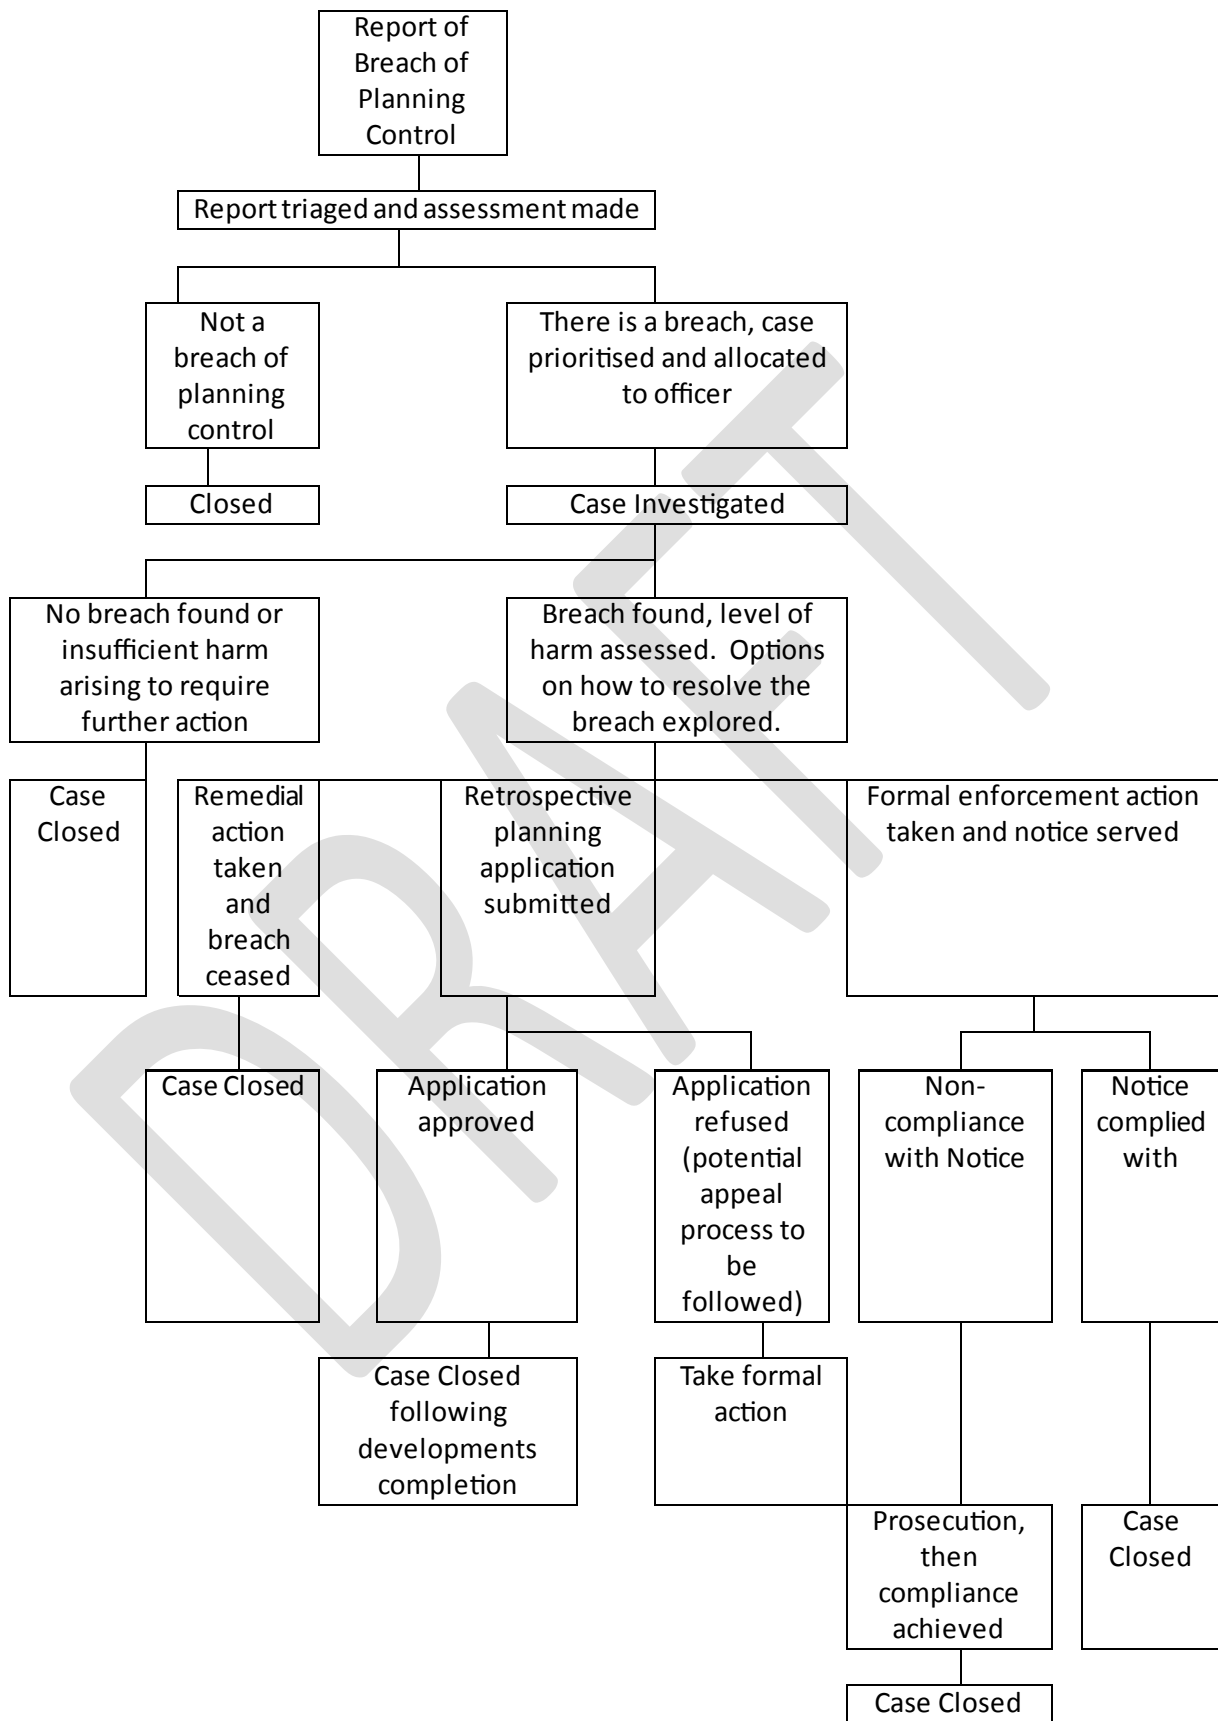 Report of
Breach of
Planning
Control
Report triaged and assessment made
Not a
breach of
planning
control
There is a breach, case
prioritised and allocated
to officer
Closed
Case Investigated
No breach found or
insufficient harm
arising to require
further action
Breach found, level of
harm assessed.  Options
on how to resolve the
breach explored.
Case
Closed
Remedial
action
taken
and
breach
ceased
Retrospective
planning
application
submitted
Formal enforcement action
taken and notice served
Case Closed
Application
approved
Application
refused
(potential
appeal
process to
be
followed)
Non-
compliance
with Notice
Notice
complied
with
Case Closed
following
developments
completion
Take formal
action
Prosecution,
then
compliance
achieved
Case
Closed
Case Closed
DRAFT